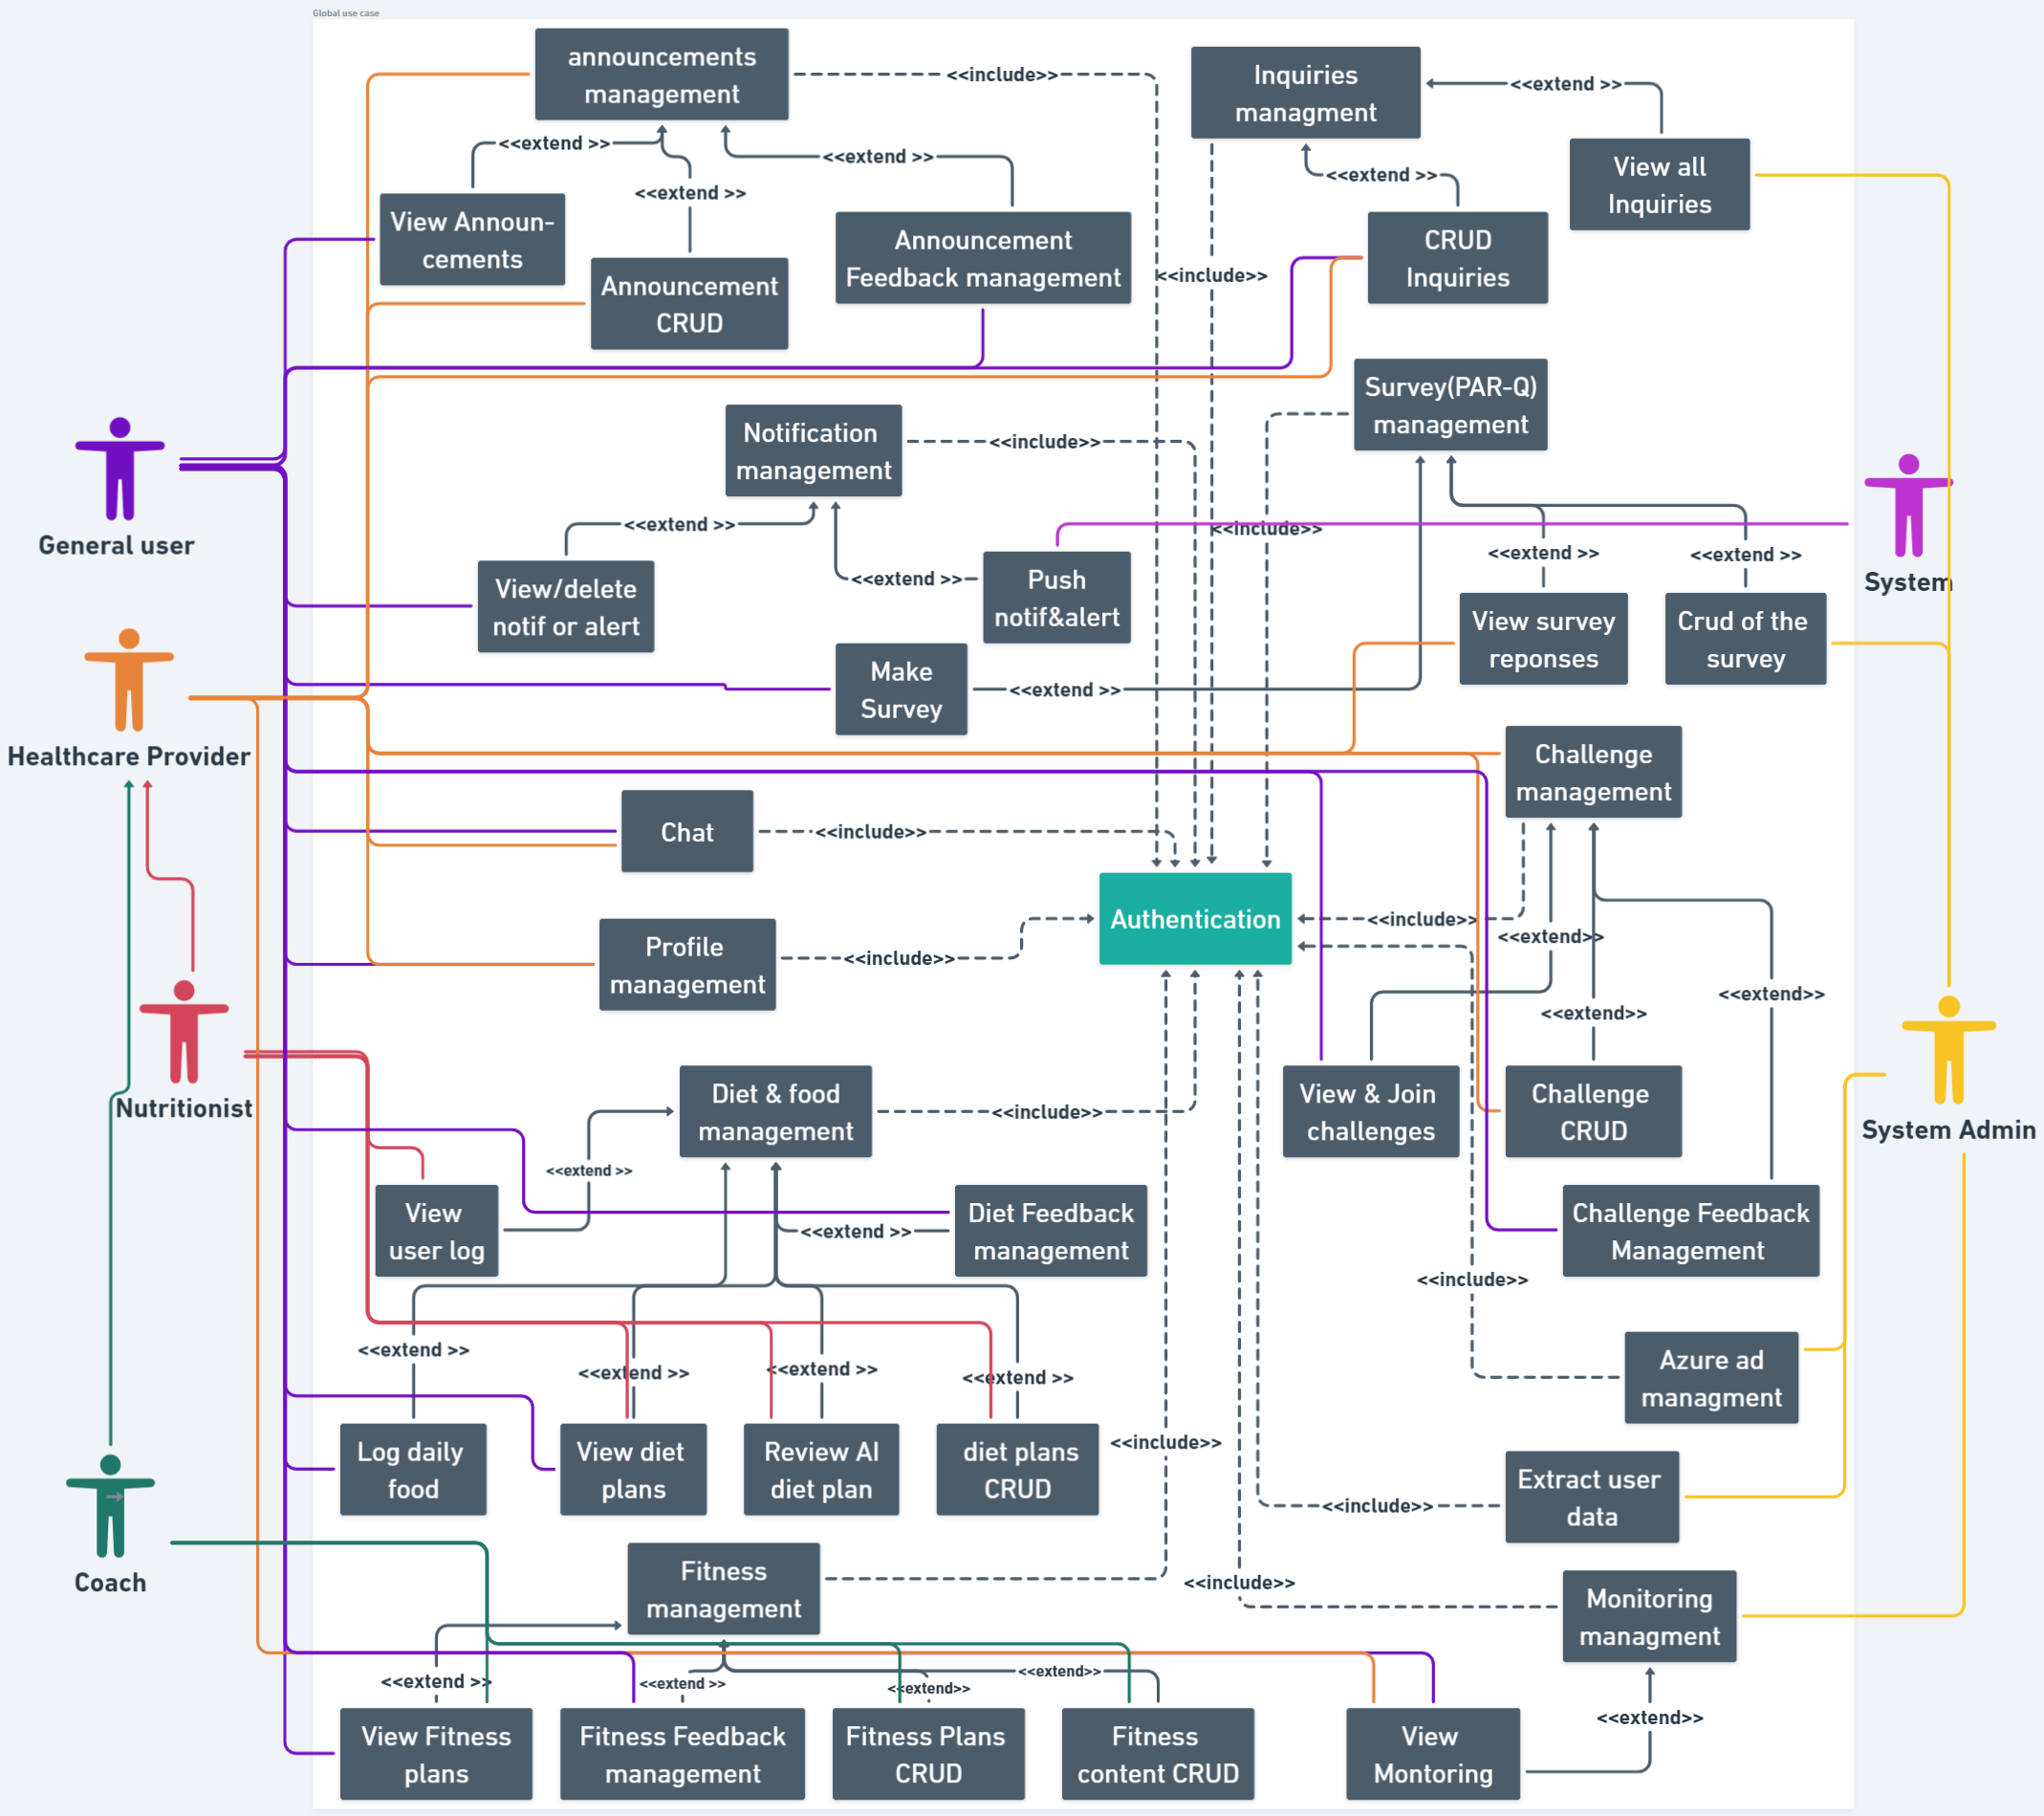 Global use case
announcements
management
<<include>>
Inquiries
managment
<<extend >>
<<extend >>
<<extend >>
View all
Inquiries
<<extend >>
<<extend >>
View Announ-
cements
Announcement
Feedback management
CRUD
Inquiries
Announcement
CRUD
<<include>>
Survey(PAR-Q)
management
Notification
management
<<include>>
General user
<<extend >>
<<include>>
System
<<extend >>
<<extend >>
<<extend >>
View/delete
notif or alert
Push
notif&alert
View survey
reponses
Crud of the
survey
Make
Survey
<<extend >>
Healthcare Provider
Challenge
management
Chat
<<include>>
Authentication
<<include>>
<<extend>>
Profile
management
<<include>>
<<extend>>
<<extend>>
Nutritionist
Diet & food
management
<<include>>
View & Join
challenges
Challenge
CRUD
System Admin
<<extend >>
View
user log
<<extend >>
Diet Feedback
management
Challenge Feedback
Management
<<include>>
<<extend >>
<<extend >>
<<extend >>
<<extend >>
Azure ad
managment
Log daily
food
View diet
plans
Review AI
diet plan
diet plans
CRUD
<<include>>
Extract user
data
<<include>>
Coach
Fitness
management
<<include>>
Monitoring
managment
<<extend >>
<<extend >>
<<extend>>
<<extend>>
<<extend>>
View Fitness
plans
Fitness Feedback
management
Fitness Plans
CRUD
Fitness
content CRUD
View
Montoring